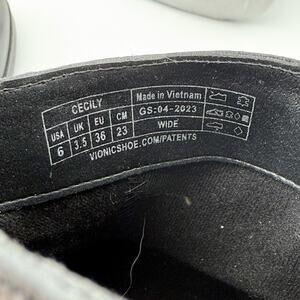 CECILY
USA UK EU CM
6 3.5 36 23
Made in Vietnam
GS:04-2023
WIDE
VIONICSHOE.COM/PATENTS